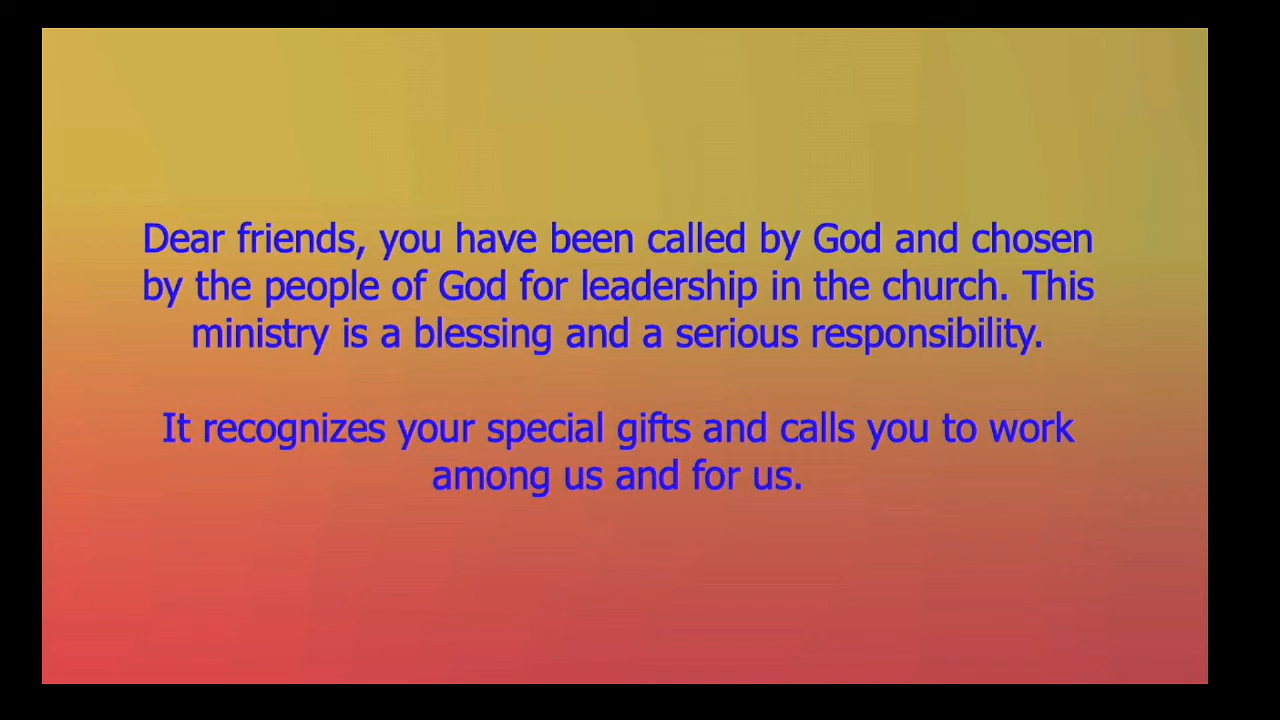 Dear friends, you have been called by God and chosen
by the people of God for leadership in the church. This
ministry is a blessing and a serious responsibility.
It recognizes your special gifts and calls you to work
among us and for us.